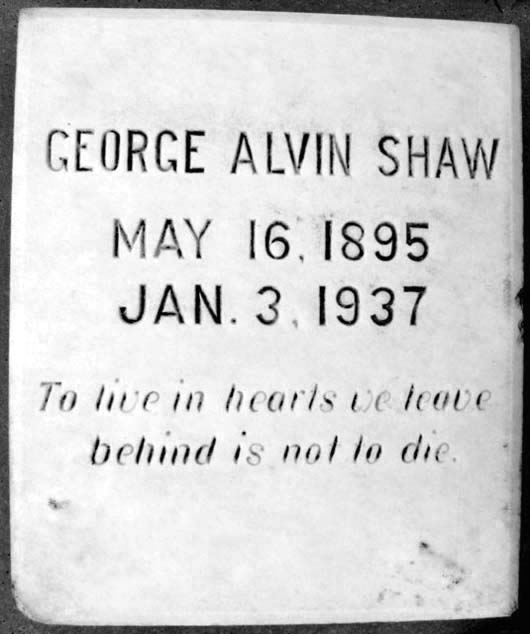 GEORGE ALVIN SHAW
MAY 16, 1895
JAN. 3, 1937
To live in hearts we leave
behind is not to die.